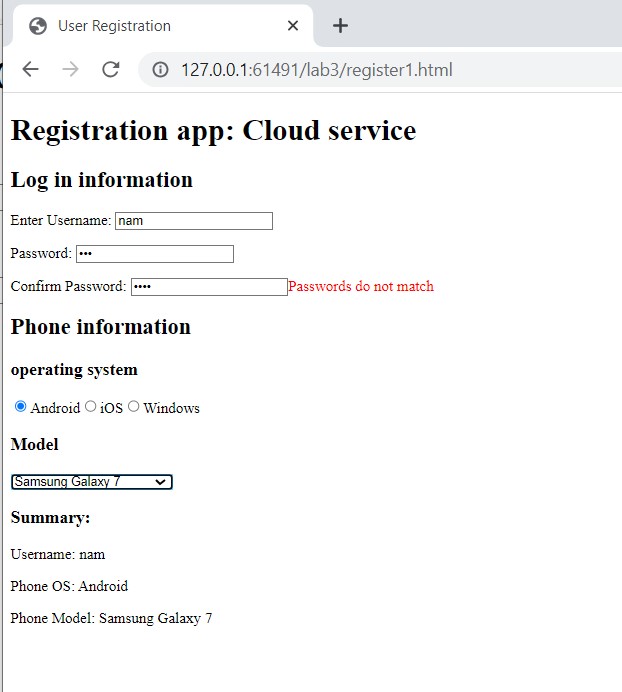 User Registration
127.0.0.1:61491/lab3/register1.html
Registration app: Cloud service
Log in information
Enter Username: nam
Password: •••
Confirm Password: ••••Passwords do not match
Phone information
operating system
Android iOS Windows
Model
Samsung Galaxy 7
Summary:
Username: nam
Phone OS: Android
Phone Model: Samsung Galaxy 7